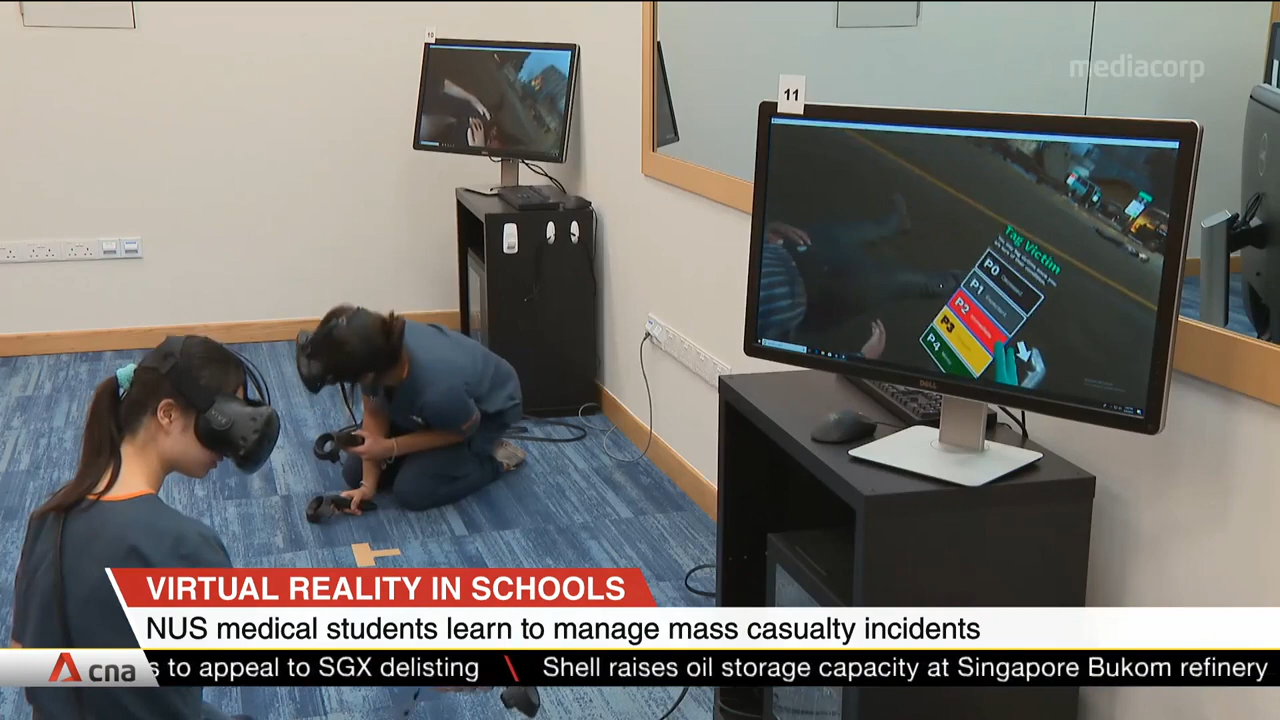 10
mediacorp
11
Tag Victim
P0
P1
P2
P3
P4
DELL
VIRTUAL REALITY IN SCHOOLS
NUS medical students learn to manage mass casualty incidents
cna
s to appeal to SGX delisting \ Shell raises oil storage capacity at Singapore Bukom refinery